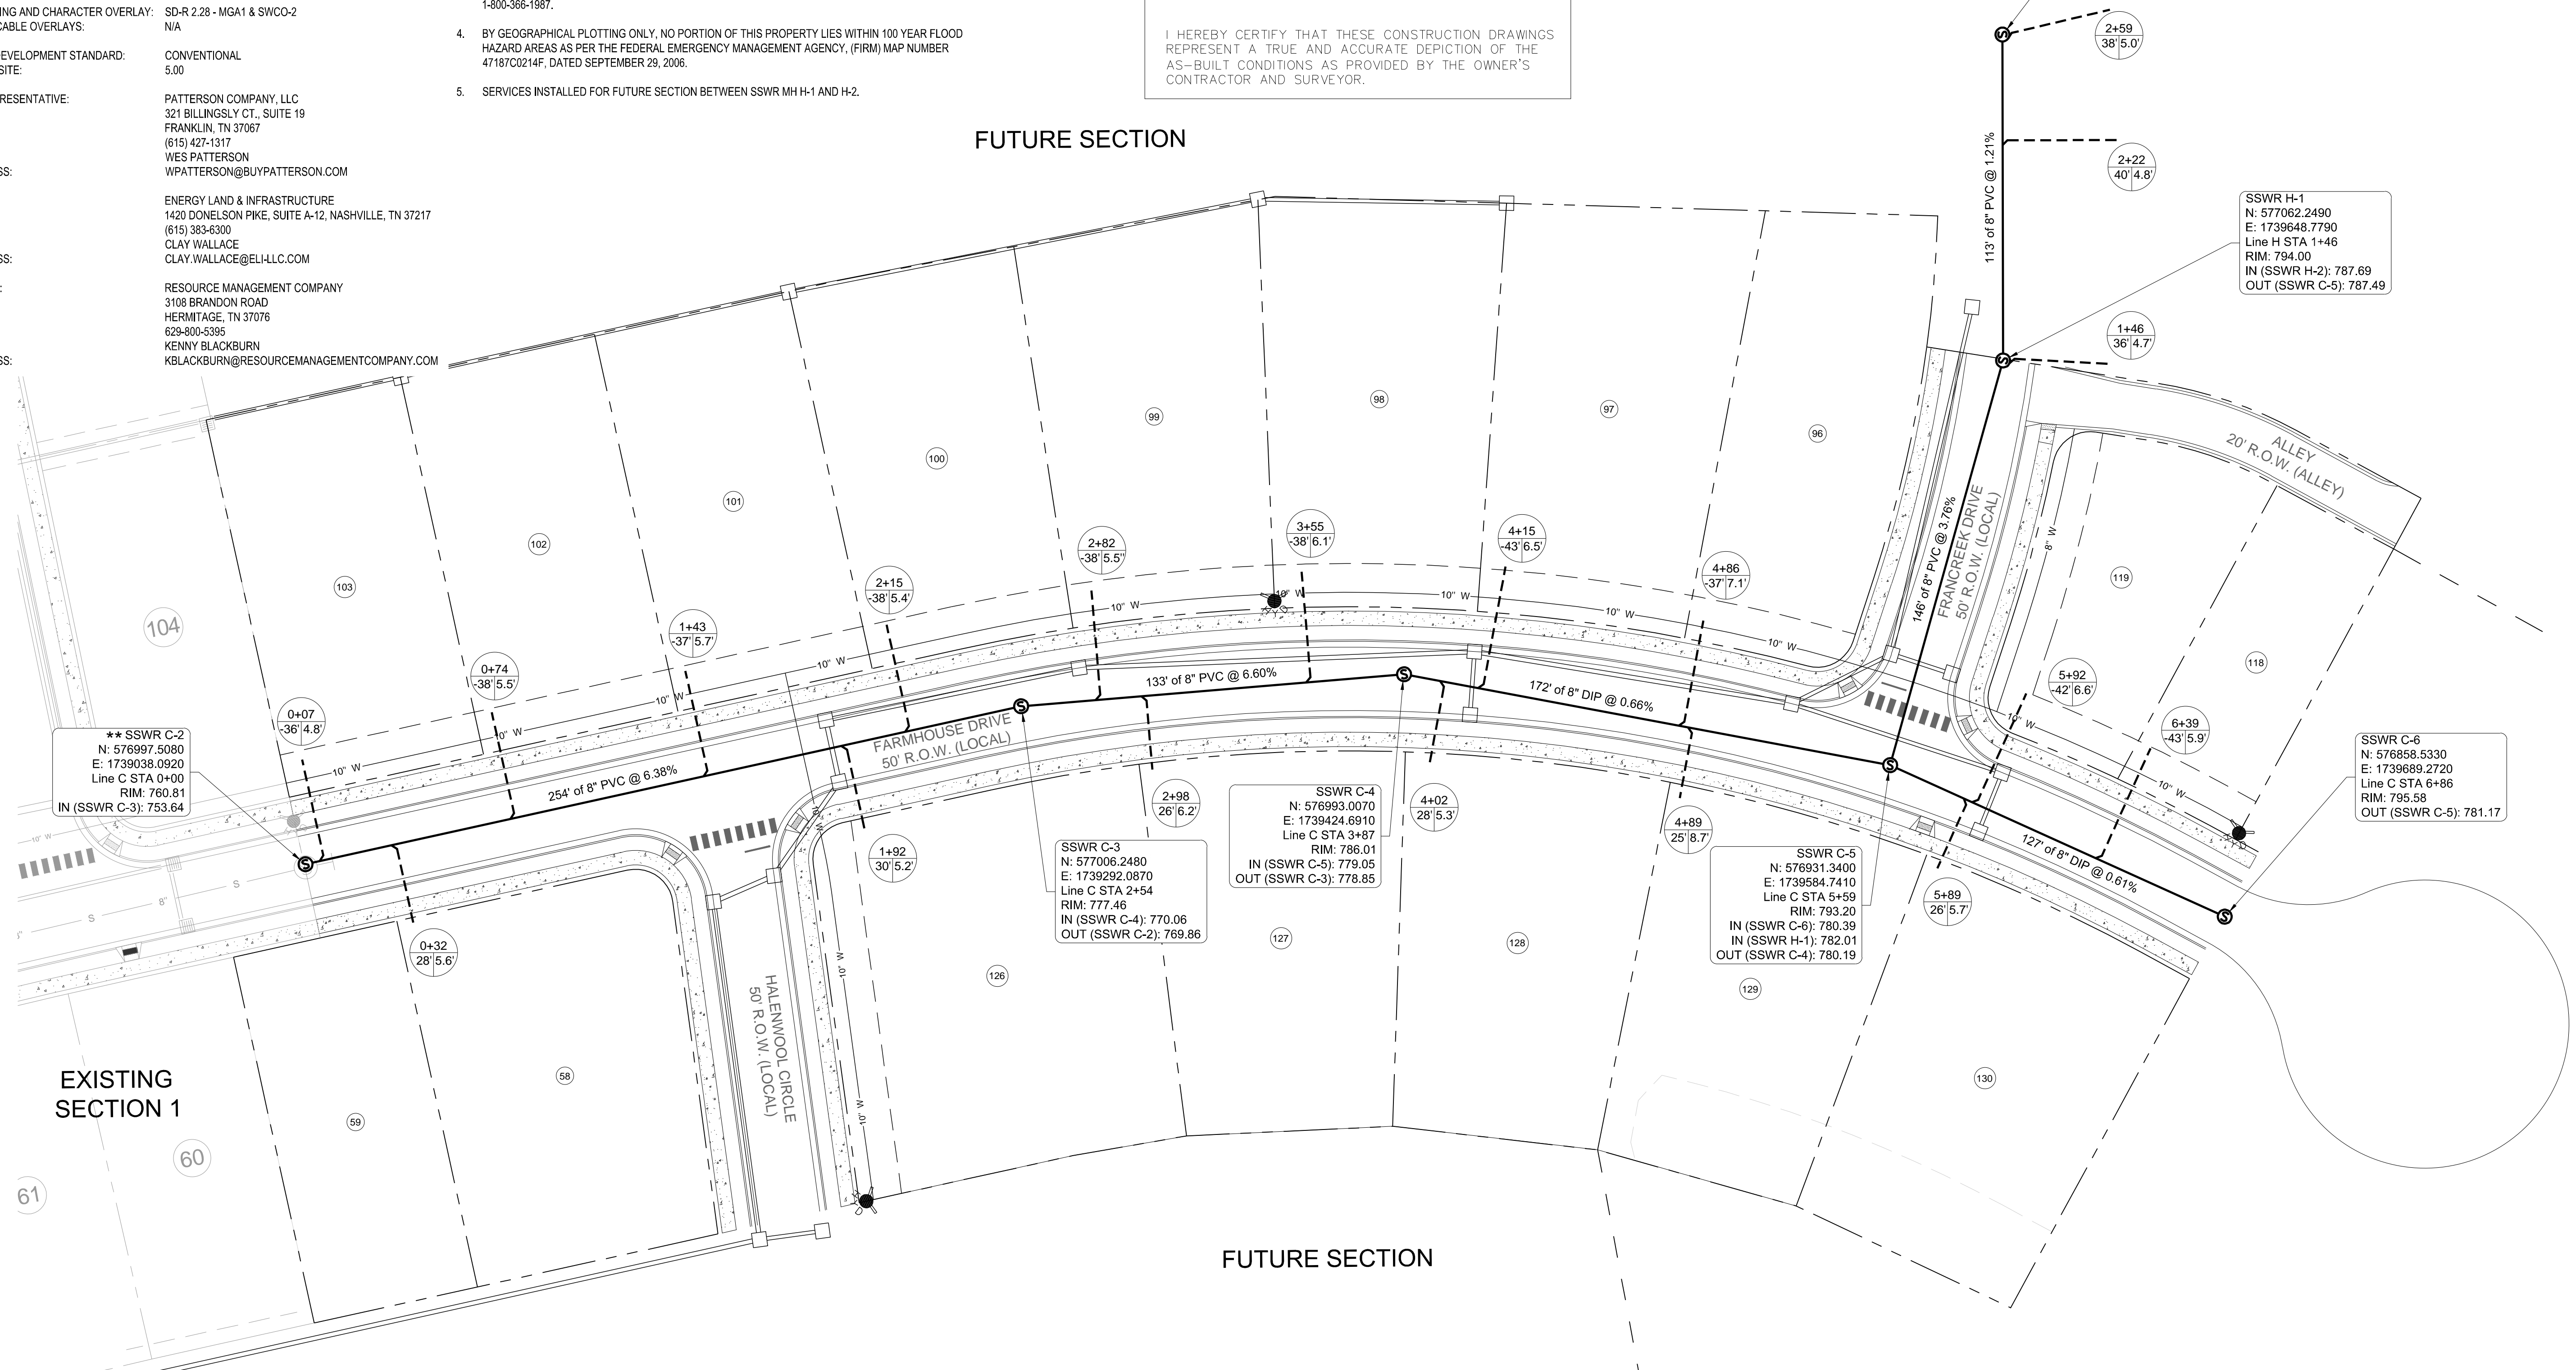 ING AND CHARACTER OVERLAY: SD-R 2.28 - MGA1 & SWCO-2
CABLE OVERLAYS: N/A
EVELOPMENT STANDARD: CONVENTIONAL
SITE: 5.00
RESENTATIVE: PATTERSON COMPANY, LLC
321 BILLINGSLY CT., SUITE 19
FRANKLIN, TN 37067
(615) 427-1317
WES PATTERSON
SS: WPATTERSON@BUYPATTERSON.COM
ENERGY LAND & INFRASTRUCTURE
1420 DONELSON PIKE, SUITE A-12, NASHVILLE, TN 37217
(615) 383-6300
CLAY WALLACE
SS: CLAY.WALLACE@ELI-LLC.COM
: RESOURCE MANAGEMENT COMPANY
3108 BRANDON ROAD
HERMITAGE, TN 37076
629-800-5395
KENNY BLACKBURN
SS: KBLACKBURN@RESOURCEMANAGEMENTCOMPANY.COM
1-800-366-1987.
4. BY GEOGRAPHICAL PLOTTING ONLY, NO PORTION OF THIS PROPERTY LIES WITHIN 100 YEAR FLOOD
HAZARD AREAS AS PER THE FEDERAL EMERGENCY MANAGEMENT AGENCY, (FIRM) MAP NUMBER
47187C0214F, DATED SEPTEMBER 29, 2006.
5. SERVICES INSTALLED FOR FUTURE SECTION BETWEEN SSWR MH H-1 AND H-2.
I HEREBY CERTIFY THAT THESE CONSTRUCTION DRAWINGS
REPRESENT A TRUE AND ACCURATE DEPICTION OF THE
AS-BUILT CONDITIONS AS PROVIDED BY THE OWNER'S
CONTRACTOR AND SURVEYOR.
FUTURE SECTION
S
2+59
38' 5.0'
113' of 8" PVC @ 1.21%
2+22
40' 4.8'
SSWR H-1
N: 577062.2490
E: 1739648.7790
Line H STA 1+46
RIM: 794.00
IN (SSWR H-2): 787.69
OUT (SSWR C-5): 787.49
S
1+46
36' 4.7'
ALLEY
20' R.O.W. (ALLEY)
103
102
101
100
99
98
97
96
119
118
104
146' of 8" PVC @ 3.76%
FRANCREEK DRIVE
50' R.O.W. (LOCAL)
8" W
0+07
-36' 4.8'
0+74
-38' 5.5'
1+43
-37' 5.7'
2+15
-38' 5.4'
2+82
-38' 5.5"
3+55
-38' 6.1'
4+15
-43' 6.5'
4+86
-37' 7.1'
5+92
-42' 6.6'
6+39
-43' 5.9'
10" W
10" W
10" W
10" W
10" W
10" W
10" W
10" W
10" W
10" W
10" W
** SSWR C-2
N: 576997.5080
E: 1739038.0920
Line C STA 0+00
RIM: 760.81
IN (SSWR C-3): 753.64
S
254' of 8" PVC @ 6.38%
FARMHOUSE DRIVE
50' R.O.W. (LOCAL)
S
133' of 8" PVC @ 6.60%
S
172' of 8" DIP @ 0.66%
S
127' of 8" DIP @ 0.61%
S
10" W
S
8"
S
0+32
28' 5.6'
1+92
30' 5.2'
2+98
26' 6.2'
4+02
28' 5.3'
4+89
25' 8.7'
5+89
26' 5.7'
SSWR C-3
N: 577006.2480
E: 1739292.0870
Line C STA 2+54
RIM: 777.46
IN (SSWR C-4): 770.06
OUT (SSWR C-2): 769.86
SSWR C-4
N: 576993.0070
E: 1739424.6910
Line C STA 3+87
RIM: 786.01
IN (SSWR C-5): 779.05
OUT (SSWR C-3): 778.85
SSWR C-5
N: 576931.3400
E: 1739584.7410
Line C STA 5+59
RIM: 793.20
IN (SSWR C-6): 780.39
IN (SSWR H-1): 782.01
OUT (SSWR C-4): 780.19
SSWR C-6
N: 576858.5330
E: 1739689.2720
Line C STA 6+86
RIM: 795.58
OUT (SSWR C-5): 781.17
10" W
10" W
10" W
HALENWOOL CIRCLE
50' R.O.W. (LOCAL)
126
127
128
129
130
58
59
60
61
EXISTING
SECTION 1
FUTURE SECTION